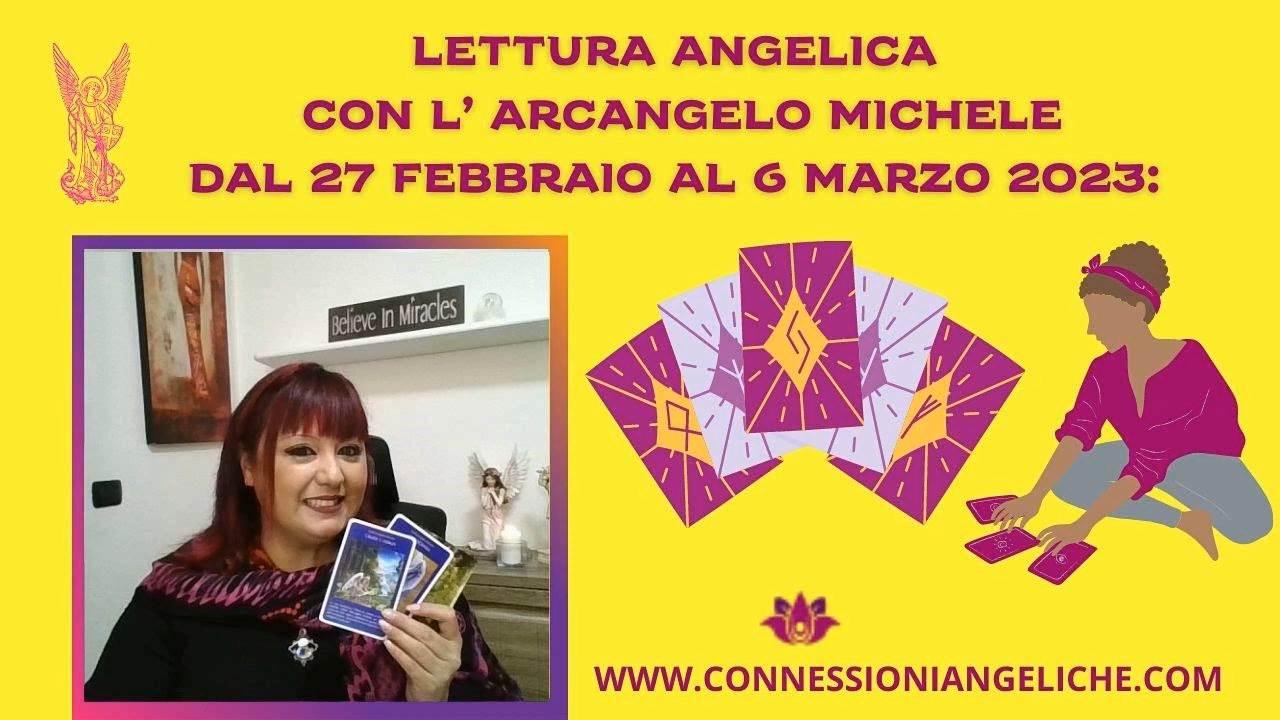 LETTURA ANGELICA
CON L' ARCANGELO MICHELE
DAL 27 FEBBRAIO AL 6 MARZO 2023:
Believe In Miracles
WWW.CONNESSIONIANGELICHE.COM